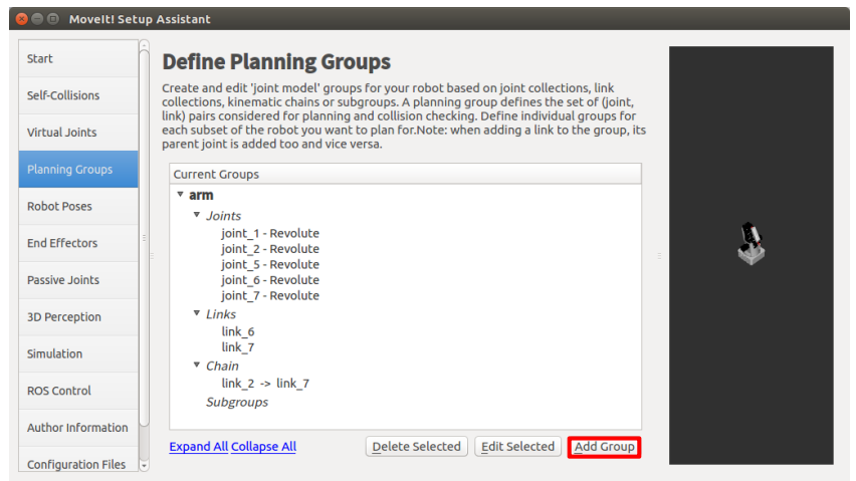 MoveIt! Setup Assistant
Start
Self-Collisions
Virtual Joints
Planning Groups
Robot Poses
End Effectors
Passive Joints
3D Perception
Simulation
ROS Control
Author Information
Configuration Files
Define Planning Groups
Create and edit 'joint model' groups for your robot based on joint collections, link
collections, kinematic chains or subgroups. A planning group defines the set of (joint,
link) pairs considered for planning and collision checking. Define individual groups for
each subset of the robot you want to plan for.Note: when adding a link to the group, its
parent joint is added too and vice versa.
Current Groups
arm
Joints
joint_1 - Revolute
joint_2 - Revolute
joint_5 - Revolute
joint_6 - Revolute
joint_7 - Revolute
Links
link_6
link_7
Chain
link_2 -> link_7
Subgroups
Expand All Collapse All Delete Selected Edit Selected Add Group